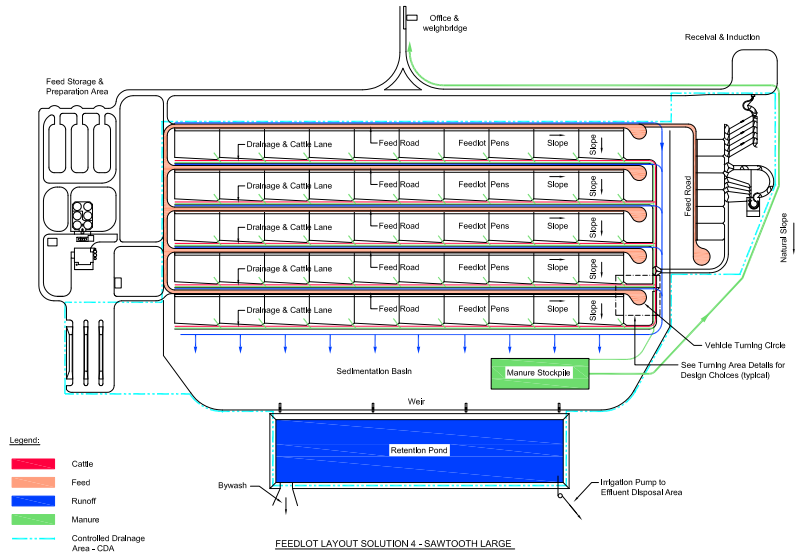 Office &
weighbridge
Receival & Induction
Feed Storage &
Preparation Area
Drainage & Cattle Lane
Feed Road
Feedlot Pens
Slope
Slope
Drainage & Cattle Lane
Feed Road
Feedlot Pens
Slope
Slope
Drainage & Cattle Lane
Feed Road
Feedlot Pens
Slope
Slope
Drainage & Cattle Lane
Feed Road
Feedlot Pens
Slope
Slope
Drainage & Cattle Lane
Feed Road
Feedlot Pens
Slope
Slope
Feed Road
Natural Slope
Vehicle Turning Circle
See Turning Area Details for
Design Choices (typical)
Sedimentation Basin
Manure Stockpile
Weir
Retention Pond
Bywash
Irrigation Pump to
Effluent Disposal Area
Legend:
Cattle
Feed
Runoff
Manure
Controlled Drainage
Area - CDA
FEEDLOT LAYOUT SOLUTION 4 - SAWTOOTH LARGE